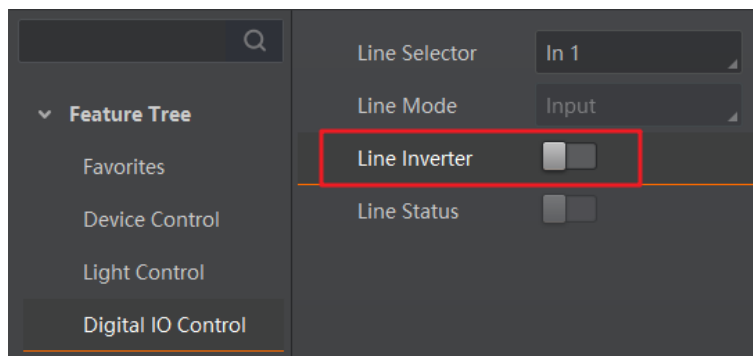 Feature Tree
Favorites
Device Control
Light Control
Digital IO Control
Line Selector In 1
Line Mode Input
Line Inverter
Line Status